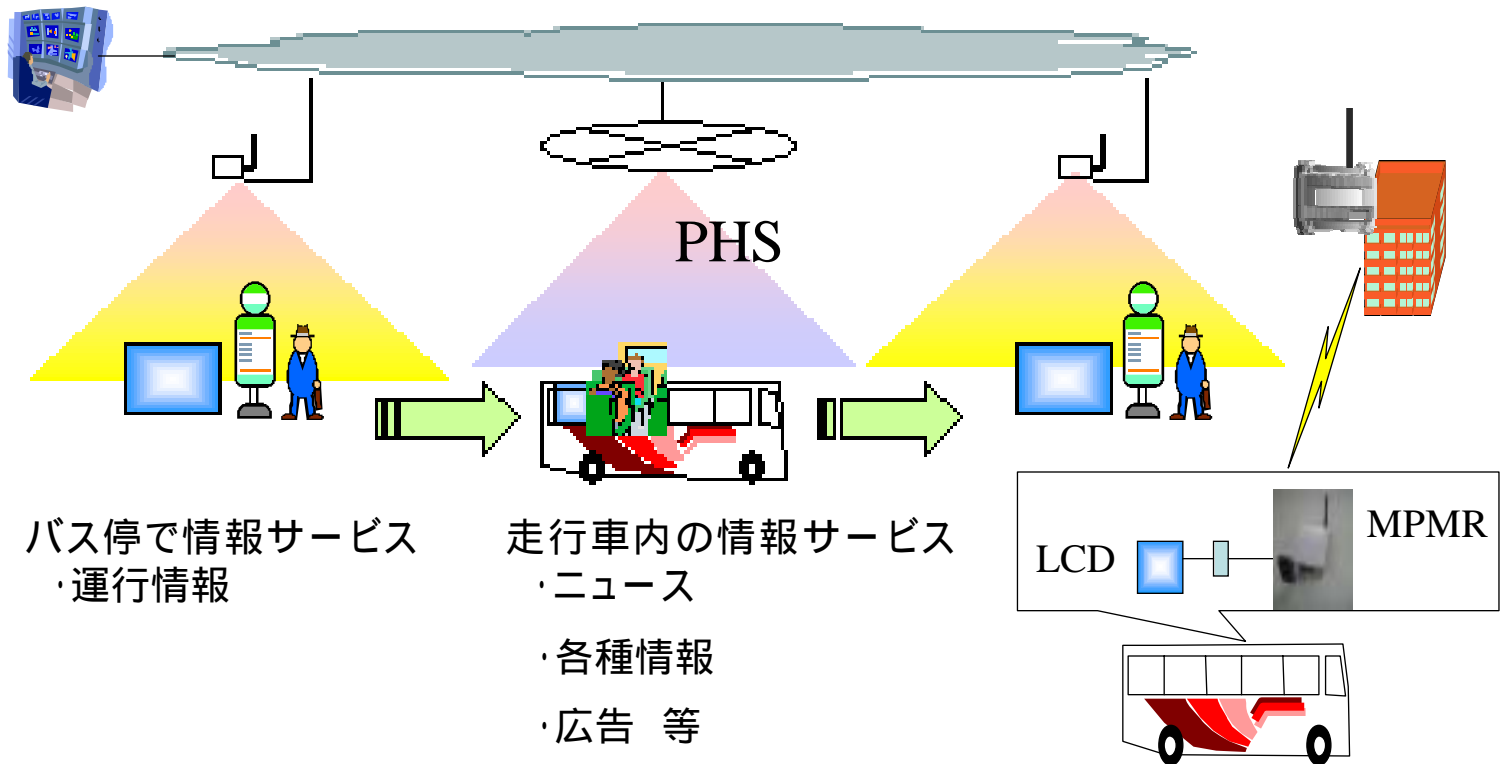 PHS
バス停で情報サービス
・運行情報
走行車内の情報サービス
・ニュース
・各種情報
・広告 等
LCD
MPMR